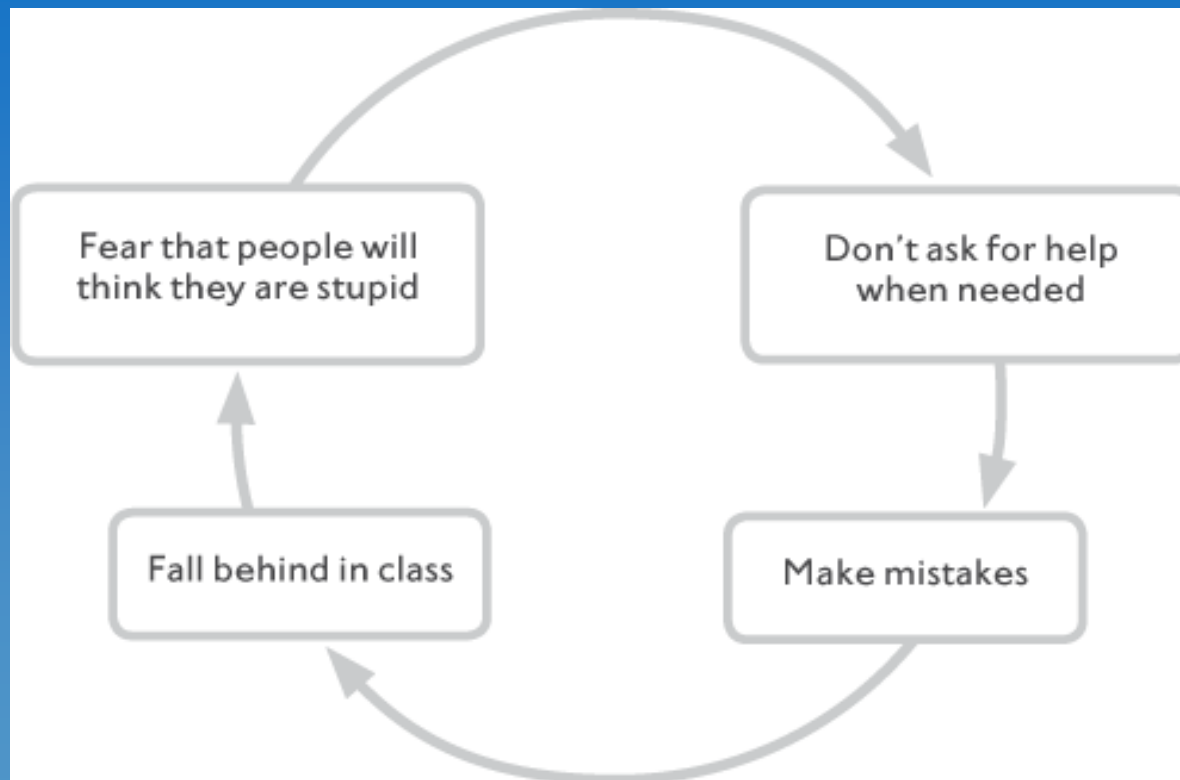 Fear that people will
think they are stupid
Don't ask for help
when needed
Make mistakes
Fall behind in class